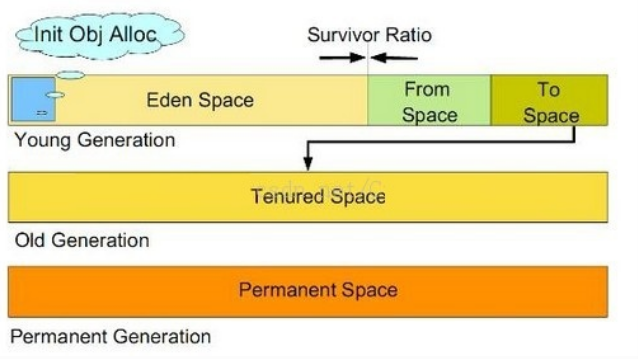 Init Obj Alloc
Survivor Ratio
Eden Space
From
Space
To
Space
Young Generation
Tenured Space
Old Generation
Permanent Space
Permanent Generation